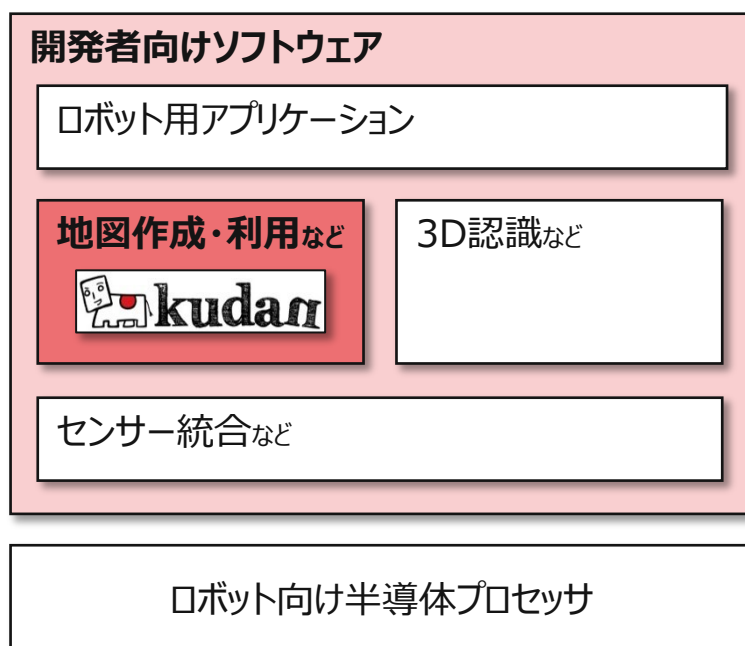 開発者向けソフトウェア
ロボット用アプリケーション
地図作成・利用など
kudan
3D認識など
センサー統合など
ロボット向け半導体プロセッサ